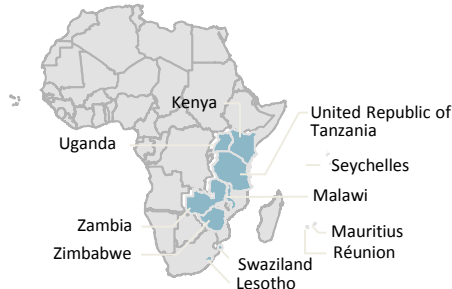 Kenya
United Republic of
Tanzania
Uganda
Seychelles
Malawi
Zambia
Mauritius
Zimbabwe
Réunion
Swaziland
Lesotho